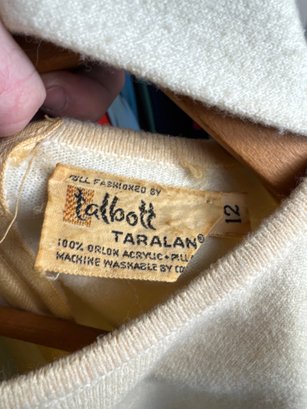 FULL FASHIONED BY
Talbott
TARALAN®
12
100% ORLON ACRYLIC • PILL
MACHINE WASHABLE BY